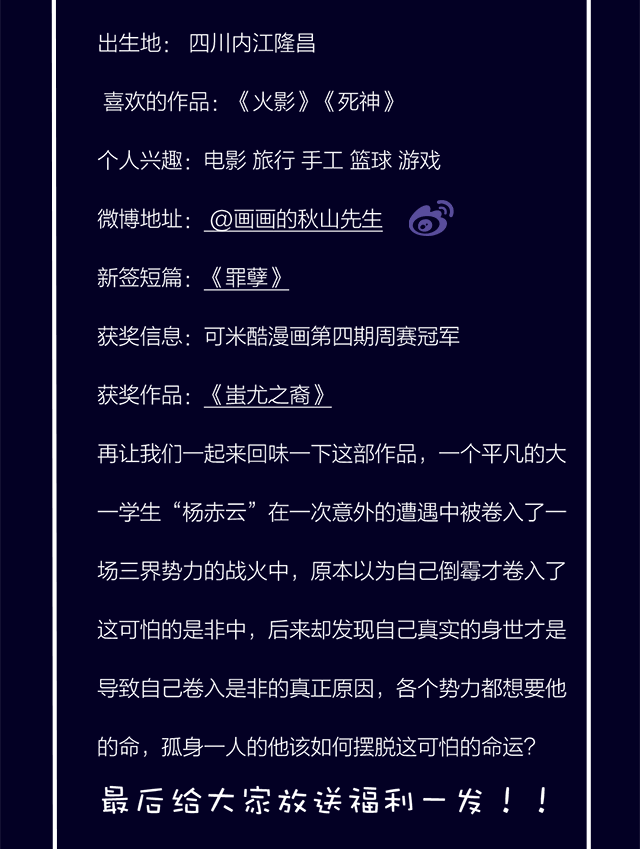 出生地： 四川内江隆昌
喜欢的作品：《火影》《死神》
个人兴趣：电影 旅行 手工 篮球 游戏
微博地址： @画画的秋山先生
新签短篇：《罪孽》
获奖信息：可米酷漫画第四期周赛冠军
获奖作品：《蚩尤之裔》
再让我们一起来回味一下这部作品，一个平凡的大
一学生“杨赤云”在一次意外的遭遇中被卷入了一
场三界势力的战火中，原本以为自己倒霉才卷入了
这可怕的是非中，后来却发现自己真实的身世才是
导致自己卷入是非的真正原因，各个势力都想要他
的命，孤身一人的他该如何摆脱这可怕的命运？
最后给大家放送福利一发！！